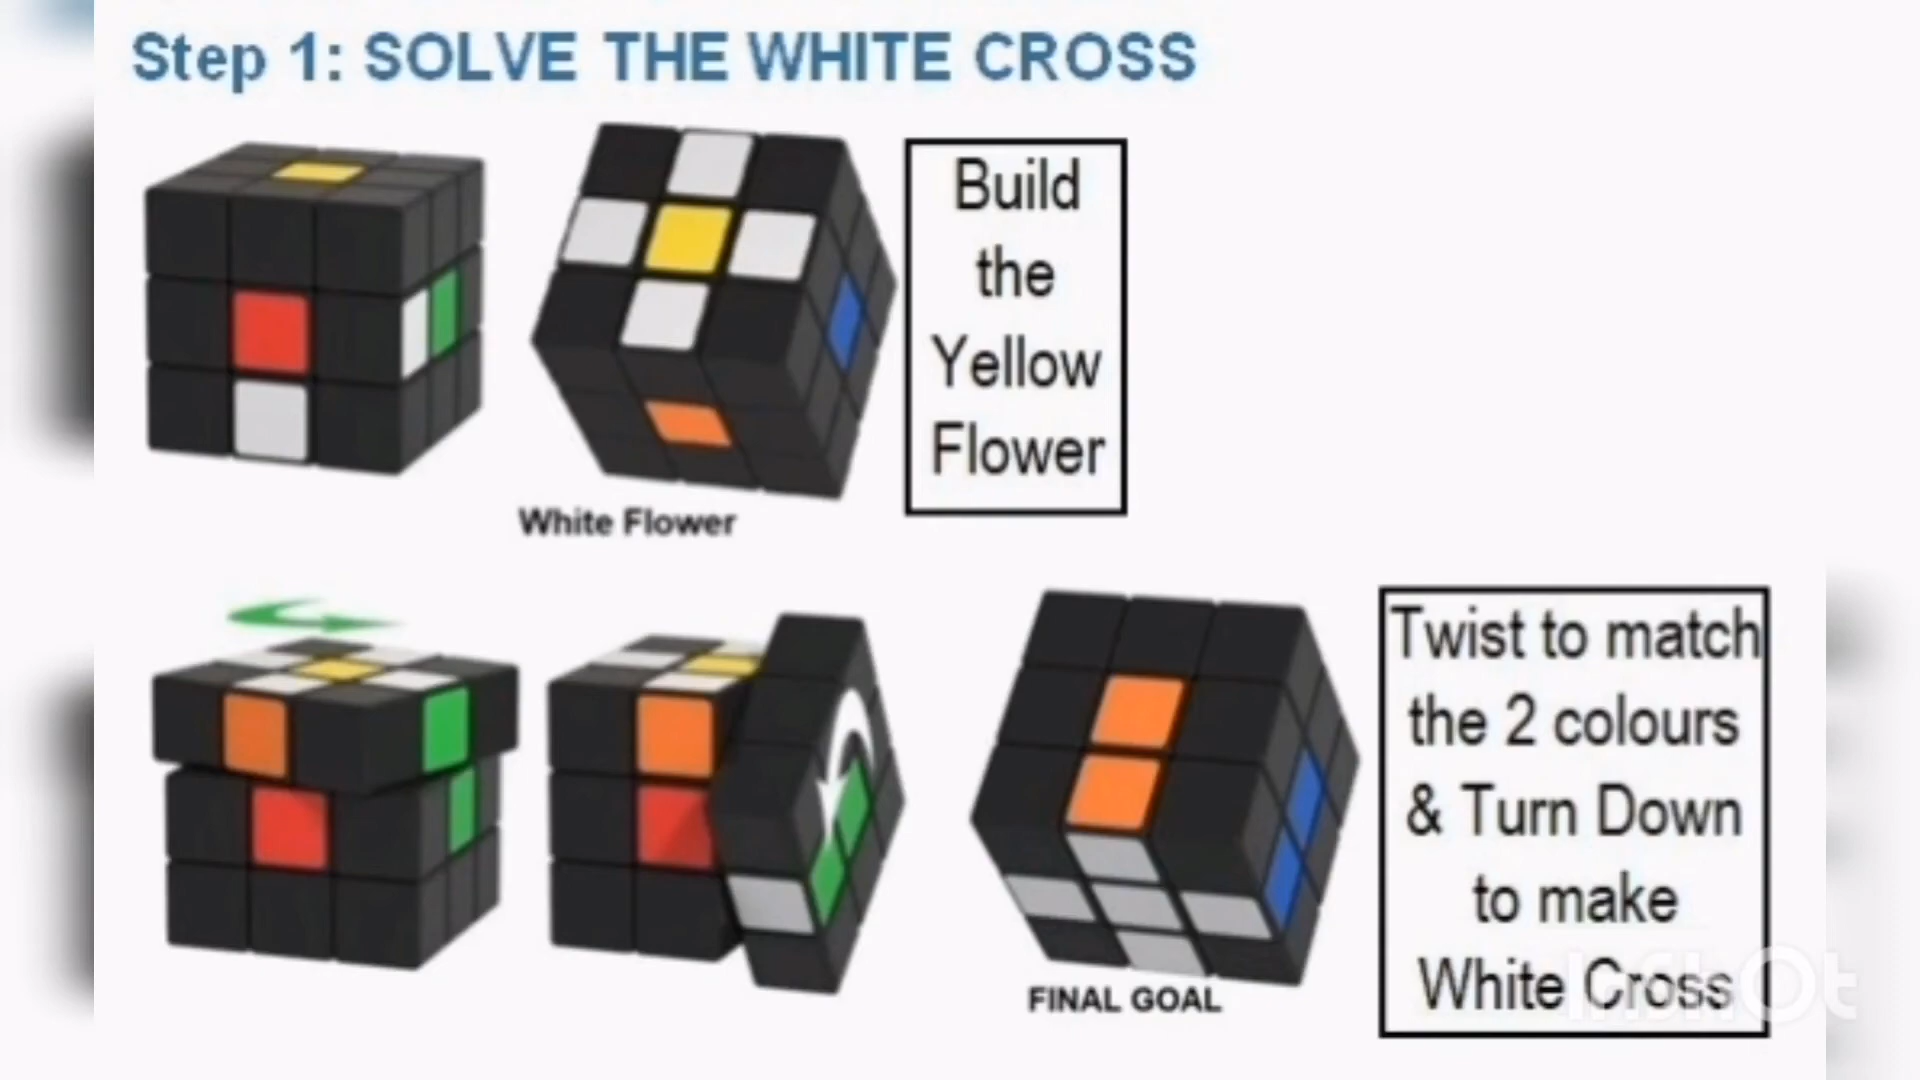 Step 1: SOLVE THE WHITE CROSS
Build
the
Yellow
Flower
White Flower
Twist to match
the 2 colours
& Turn Down
to make
White Cross
FINAL GOAL
InShOt